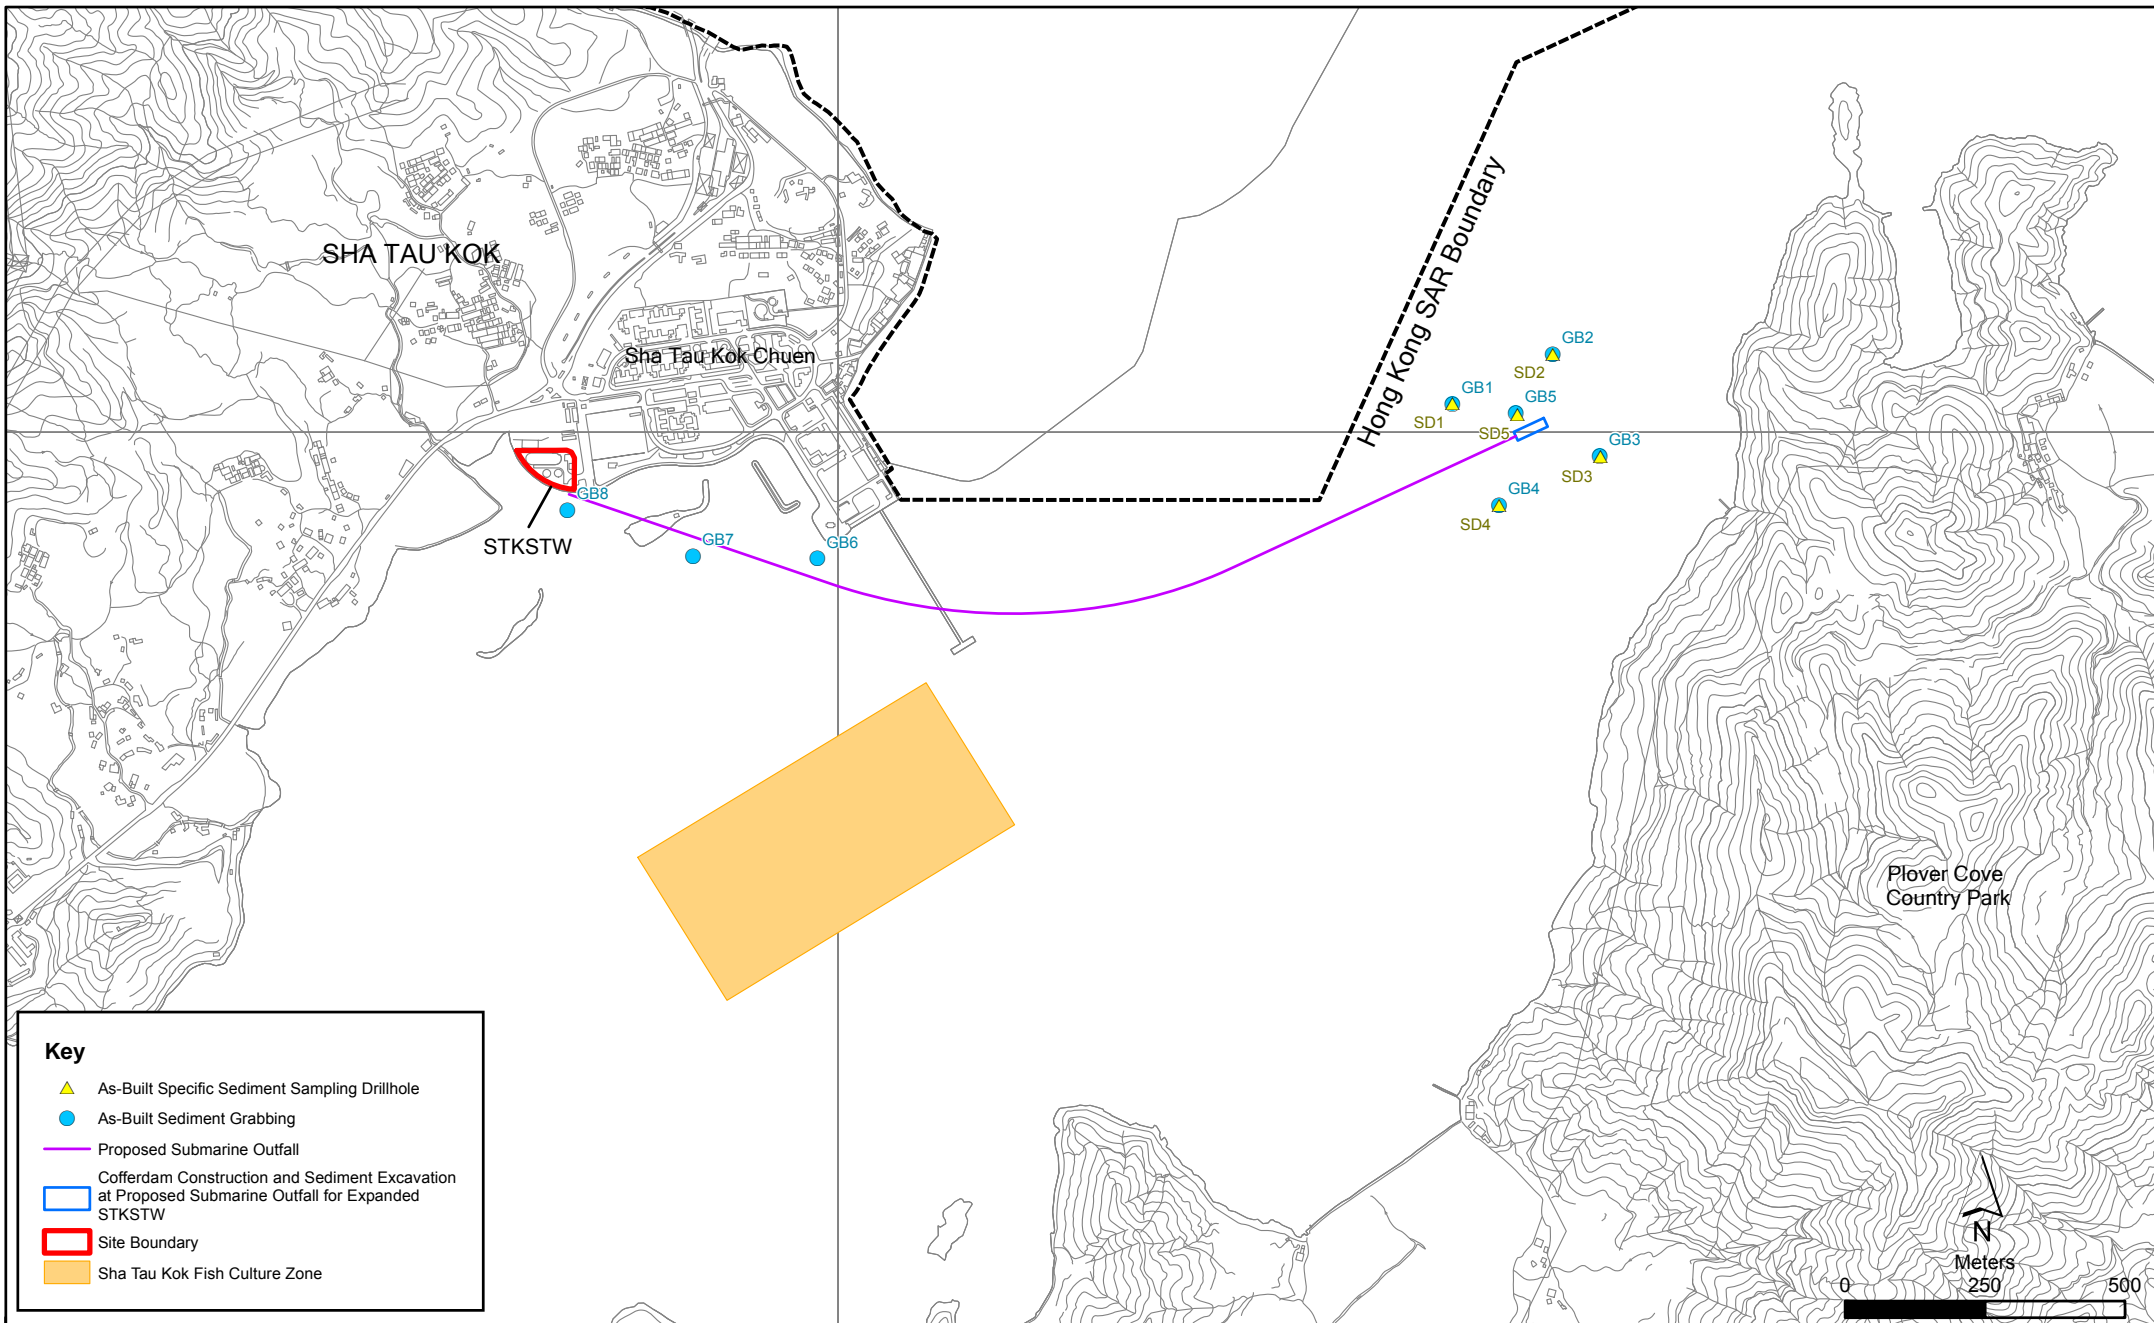 SHA TAU KOK
Sha Tau Kok Chuen
Hong Kong SAR Boundary
GB2
SD2
GB1
GB5
SD1
SD5
GB3
SD3
GB4
SD4
GB8
STKSTW
GB7
GB6
Plover Cove
Country Park
Key
As-Built Specific Sediment Sampling Drillhole
As-Built Sediment Grabbing
Proposed Submarine Outfall
Cofferdam Construction and Sediment Excavation
at Proposed Submarine Outfall for Expanded
STKSTW
Site Boundary
Sha Tau Kok Fish Culture Zone
N
Meters
0 250 500